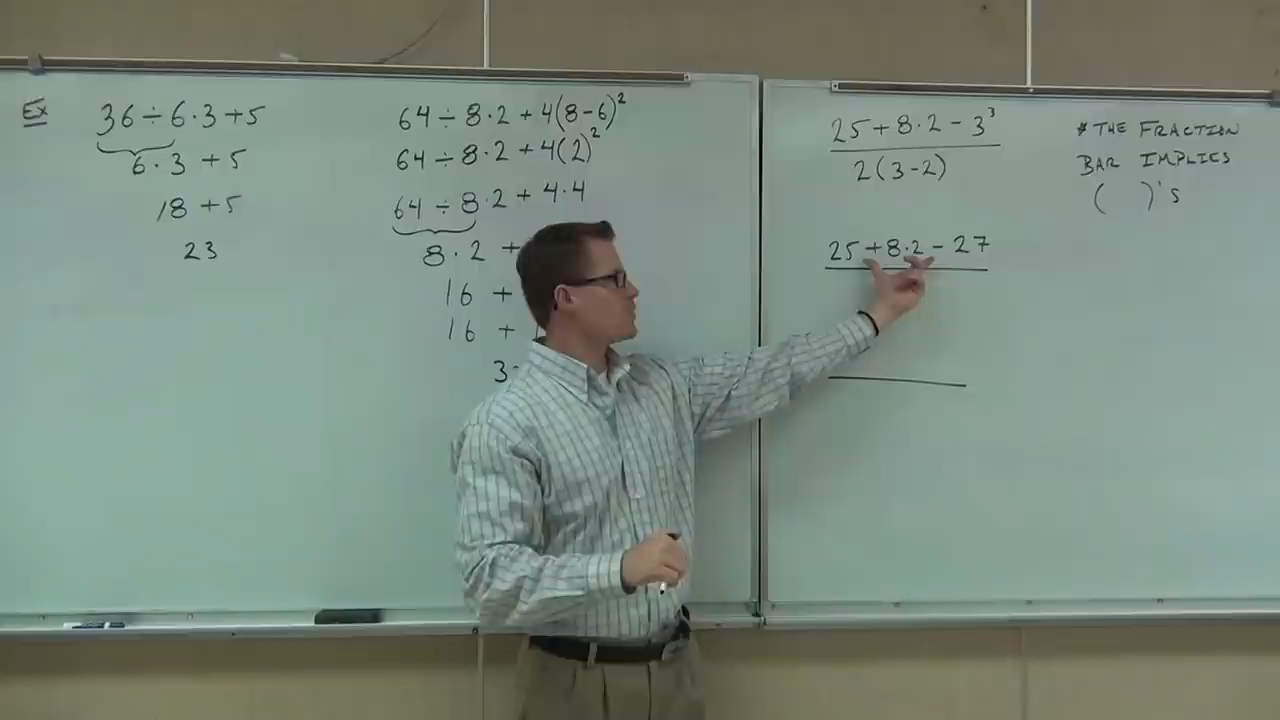 Ex
36 ÷ 6 · 3 + 5
6 · 3 + 5
18 + 5
23
64 ÷ 8 · 2 + 4(8 - 6)²
64 ÷ 8 · 2 + 4(2)²
64 ÷ 8 · 2 + 4 · 4
8 · 2 +
16 +
16 +
3
25 + 8 · 2 - 3³
2(3 - 2)
25 + 8 · 2 - 27
* THE FRACTION
BAR IMPLIES
( )'s